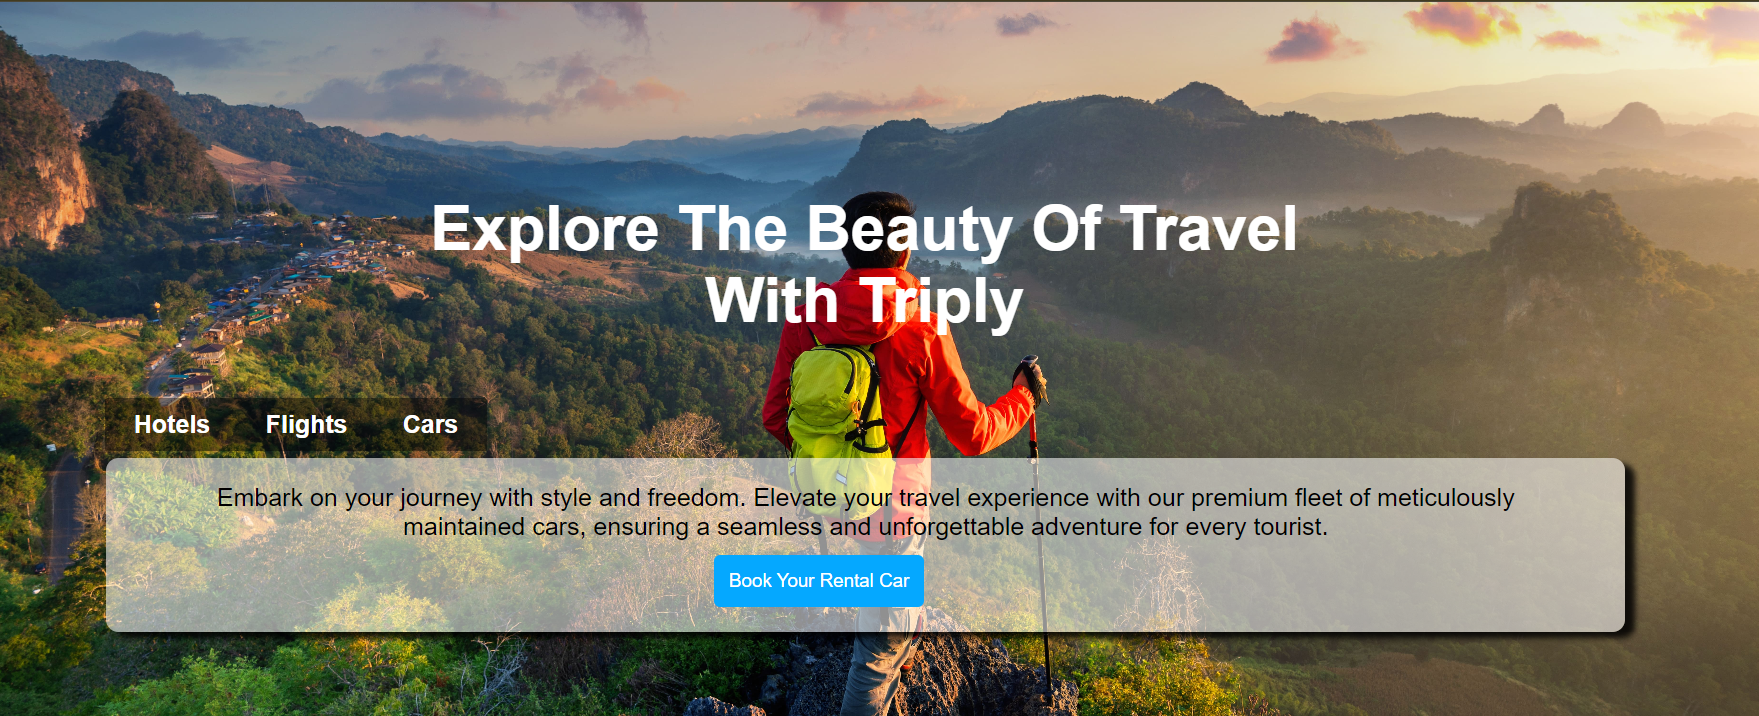 Explore The Beauty Of Travel
With Triply
Hotels Flights Cars
Embark on your journey with style and freedom. Elevate your travel experience with our premium fleet of meticulously
maintained cars, ensuring a seamless and unforgettable adventure for every tourist.
Book Your Rental Car